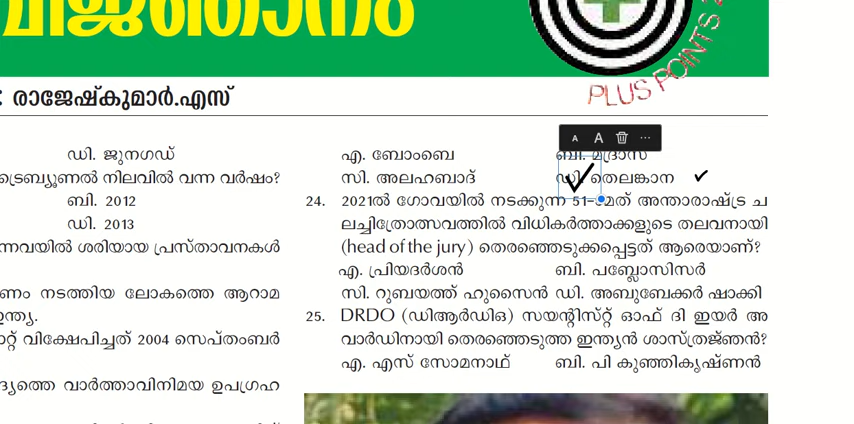 വിജ്ഞാനം
PLUS POINTS
: രാജേഷ്കുമാർ.എസ്
ഡി. ജുനഗഡ്
ട്രൈബ്യൂണൽ നിലവിൽ വന്ന വർഷം?
ബി. 2012
ഡി. 2013
ന്നവയിൽ ശരിയായ പ്രസ്താവനകൾ
ണം നടത്തിയ ലോകത്തെ ആറാമ
ന്ത്യ.
റ്റ് വിക്ഷേപിച്ചത് 2004 സെപ്തംബർ
ദ്യത്തെ വാർത്താവിനിമയ ഉപഗ്രഹ
A A ...
എ. ബോംബെ ബി. മദ്രാസ്
സി. അലഹബാദ് ഡി. തെലങ്കാന
24. 2021ൽ ഗോവയിൽ നടക്കുന്ന 51-ാമത് അന്താരാഷ്ട്ര ച
ലച്ചിത്രോത്സവത്തിൽ വിധികർത്താക്കളുടെ തലവനായി
(head of the jury) തെരഞ്ഞെടുക്കപ്പെട്ടത് ആരെയാണ്?
എ. പ്രിയദർശൻ ബി. പബ്ലോസിസർ
സി. റുബയത്ത് ഹുസൈൻ ഡി. അബുബേക്കർ ഷാക്കി
25. DRDO (ഡിആർഡിഒ) സയന്റിസ്റ്റ് ഓഫ് ദി ഇയർ അ
വാർഡിനായി തെരഞ്ഞെടുത്ത ഇന്ത്യൻ ശാസ്ത്രജ്ഞൻ?
എ. എസ് സോമനാഥ് ബി. പി കുഞ്ഞികൃഷ്ണൻ